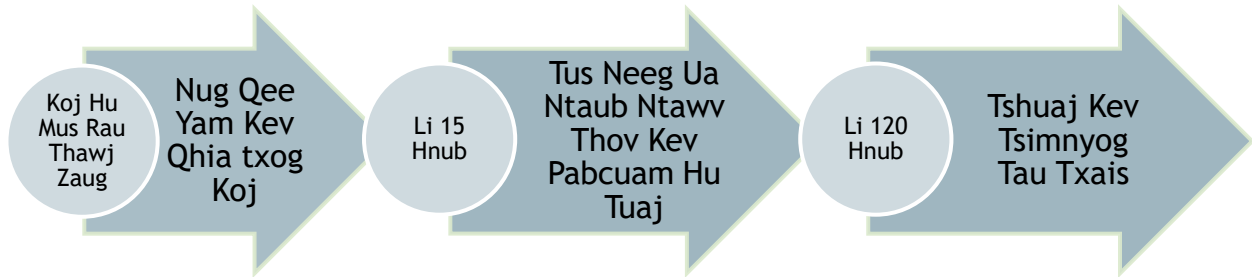 Koj Hu
Mus Rau
Thawj
Zaug
Nug Qee
Yam Kev
Qhia txog
Koj
Li 15
Hnub
Tus Neeg Ua
Ntaub Ntawv
Thov Kev
Pabcuam Hu
Tuaj
Li 120
Hnub
Tshuaj Kev
Tsimnyog
Tau Txais